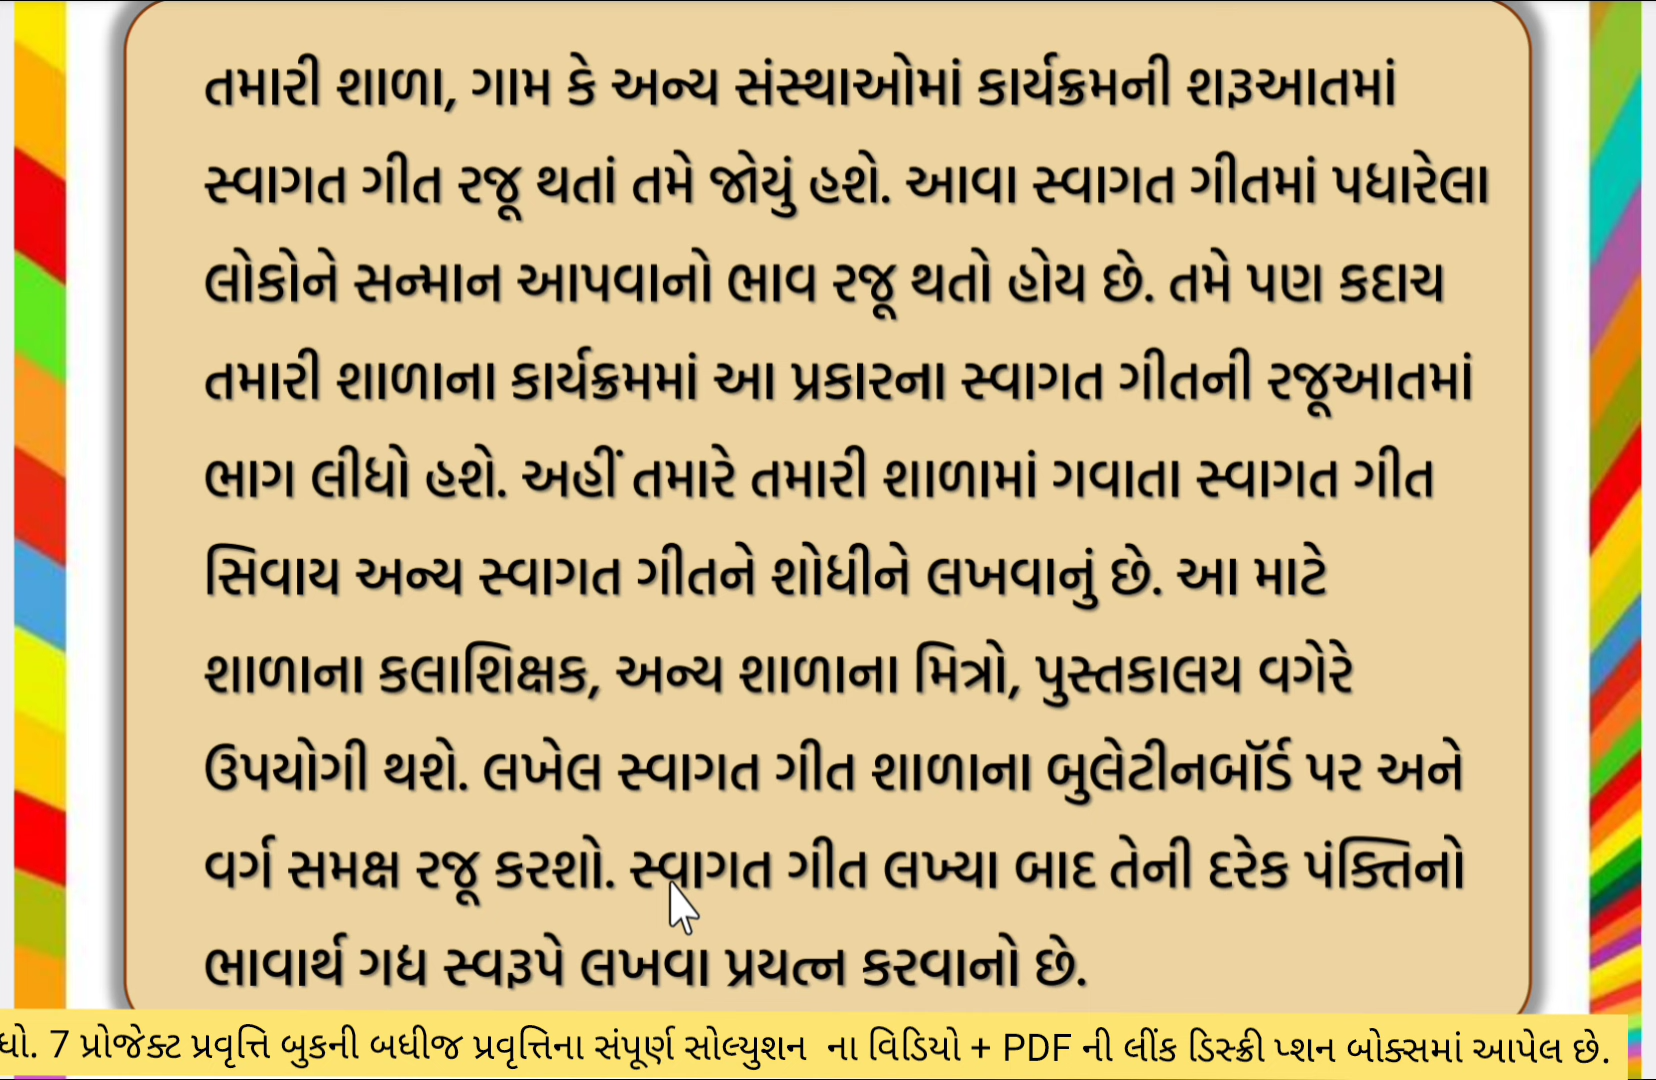 તમારી શાળા, ગામ કે અન્ય સંસ્થાઓમાં કાર્યક્રમની શરૂઆતમાં
સ્વાગત ગીત રજૂ થતાં તમે જોયું હશે. આવા સ્વાગત ગીતમાં પધારેલા
લોકોને સન્માન આપવાનો ભાવ રજૂ થતો હોય છે. તમે પણ કદાચ
તમારી શાળાના કાર્યક્રમમાં આ પ્રકારના સ્વાગત ગીતની રજૂઆતમાં
ભાગ લીધો હશે. અહીં તમારે તમારી શાળામાં ગવાતા સ્વાગત ગીત
સિવાય અન્ય સ્વાગત ગીતને શોધીને લખવાનું છે. આ માટે
શાળાના કલાશિક્ષક, અન્ય શાળાના મિત્રો, પુસ્તકાલય વગેરે
ઉપયોગી થશે. લખેલ સ્વાગત ગીત શાળાના બુલેટીનબૉર્ડ પર અને
વર્ગ સમક્ષ રજૂ કરશો. સ્વાગત ગીત લખ્યા બાદ તેની દરેક પંક્તિનો
ભાવાર્થ ગદ્ય સ્વરૂપે લખવા પ્રયત્ન કરવાનો છે.
ધો. 7 પ્રોજેક્ટ પ્રવૃત્તિ બુકની બધીજ પ્રવૃત્તિના સંપૂર્ણ સોલ્યુશન ના વિડિયો + PDF ની લીંક ડિસ્ક્રી પ્શન બોક્સમાં આપેલ છે.